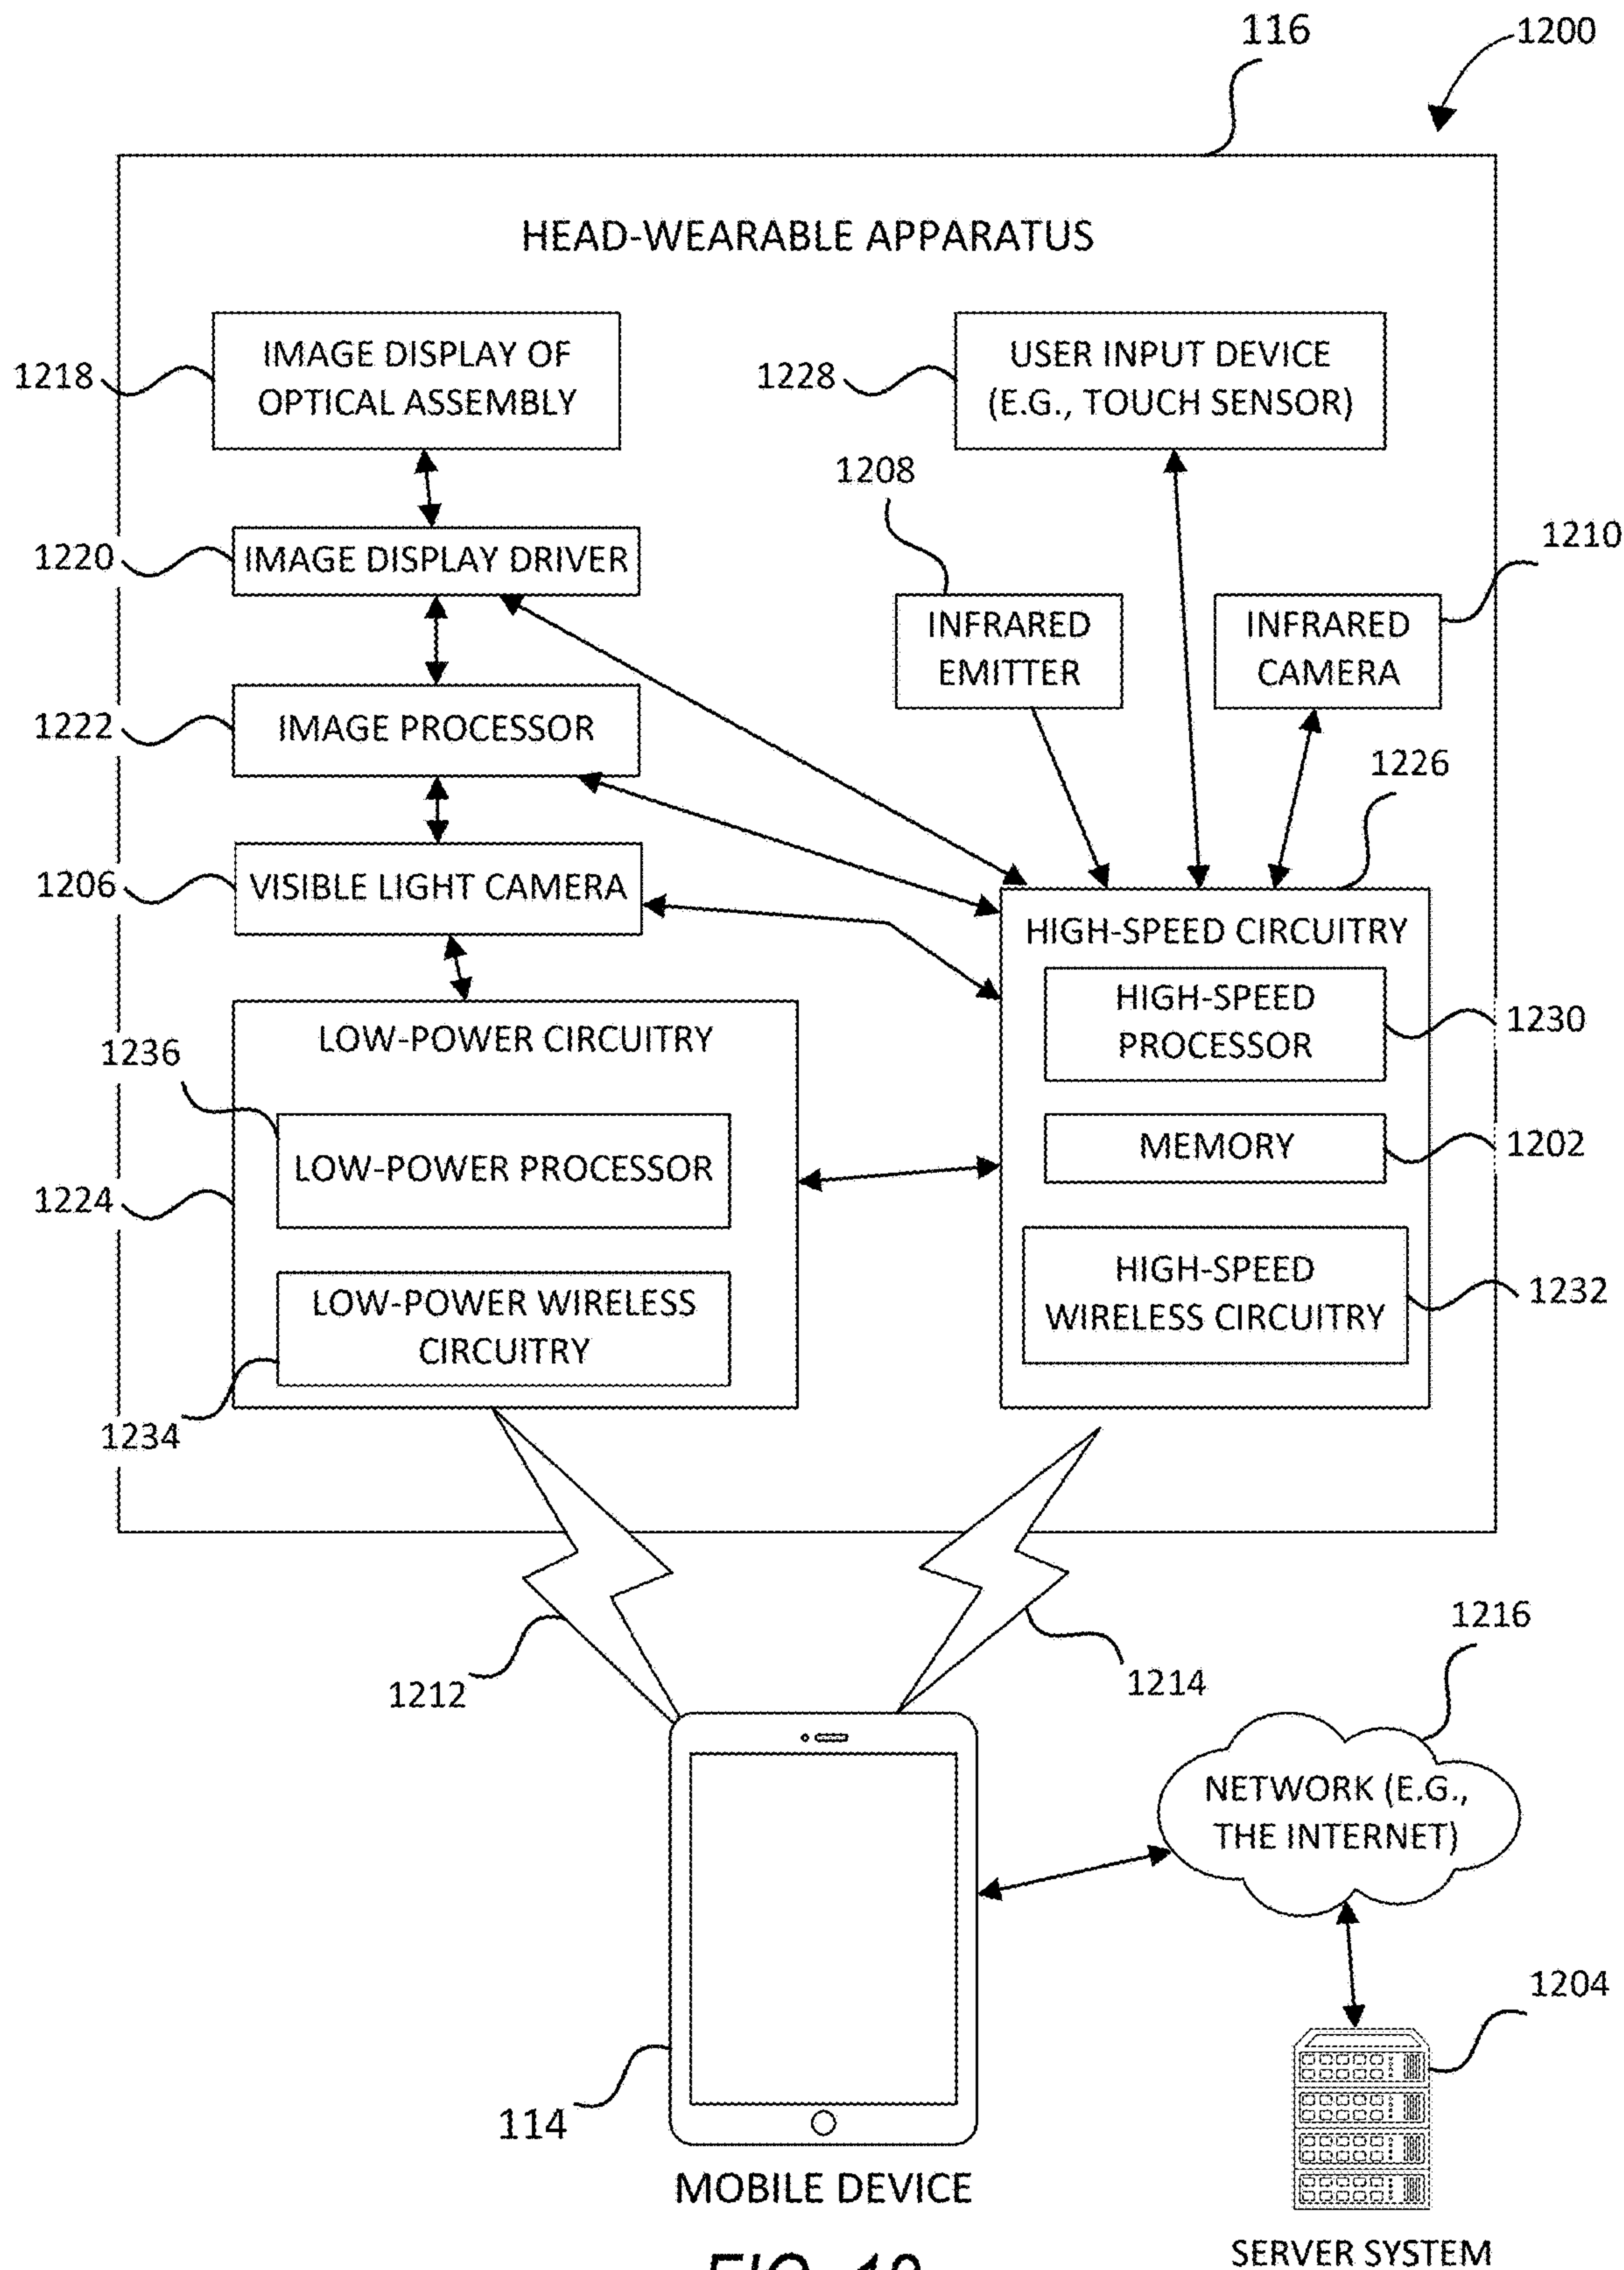 116
1200
HEAD-WEARABLE APPARATUS
1218
IMAGE DISPLAY OF
OPTICAL ASSEMBLY
1228
USER INPUT DEVICE
(E.G., TOUCH SENSOR)
1208
1220
IMAGE DISPLAY DRIVER
1210
INFRARED
EMITTER
INFRARED
CAMERA
1222
IMAGE PROCESSOR
1226
1206
VISIBLE LIGHT CAMERA
HIGH-SPEED CIRCUITRY
HIGH-SPEED
PROCESSOR
1230
LOW-POWER CIRCUITRY
1236
MEMORY
1202
LOW-POWER PROCESSOR
1224
HIGH-SPEED
WIRELESS CIRCUITRY
1232
LOW-POWER WIRELESS
CIRCUITRY
1234
1212
1214
1216
NETWORK (E.G.,
THE INTERNET)
1204
114
MOBILE DEVICE
SERVER SYSTEM